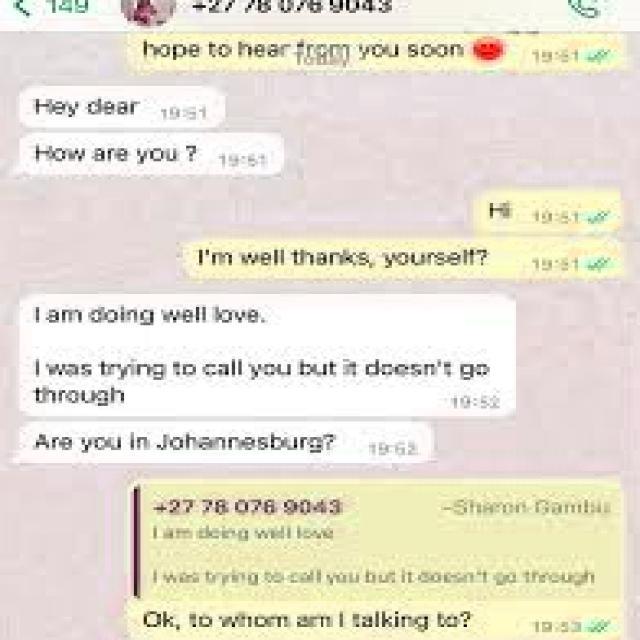 149
+27 78 076 9043
hope to hear from you soon
19:51
Today
Hey dear 19:51
How are you ? 19:51
Hi 19:51
I'm well thanks, yourself? 19:51
I am doing well love.
I was trying to call you but it doesn't go
through 19:52
Are you in Johannesburg? 19:52
+27 78 076 9043 ~Sharon Gambu
I am doing well love
I was trying to call you but it doesn't go through
Ok, to whom am I talking to? 19:53